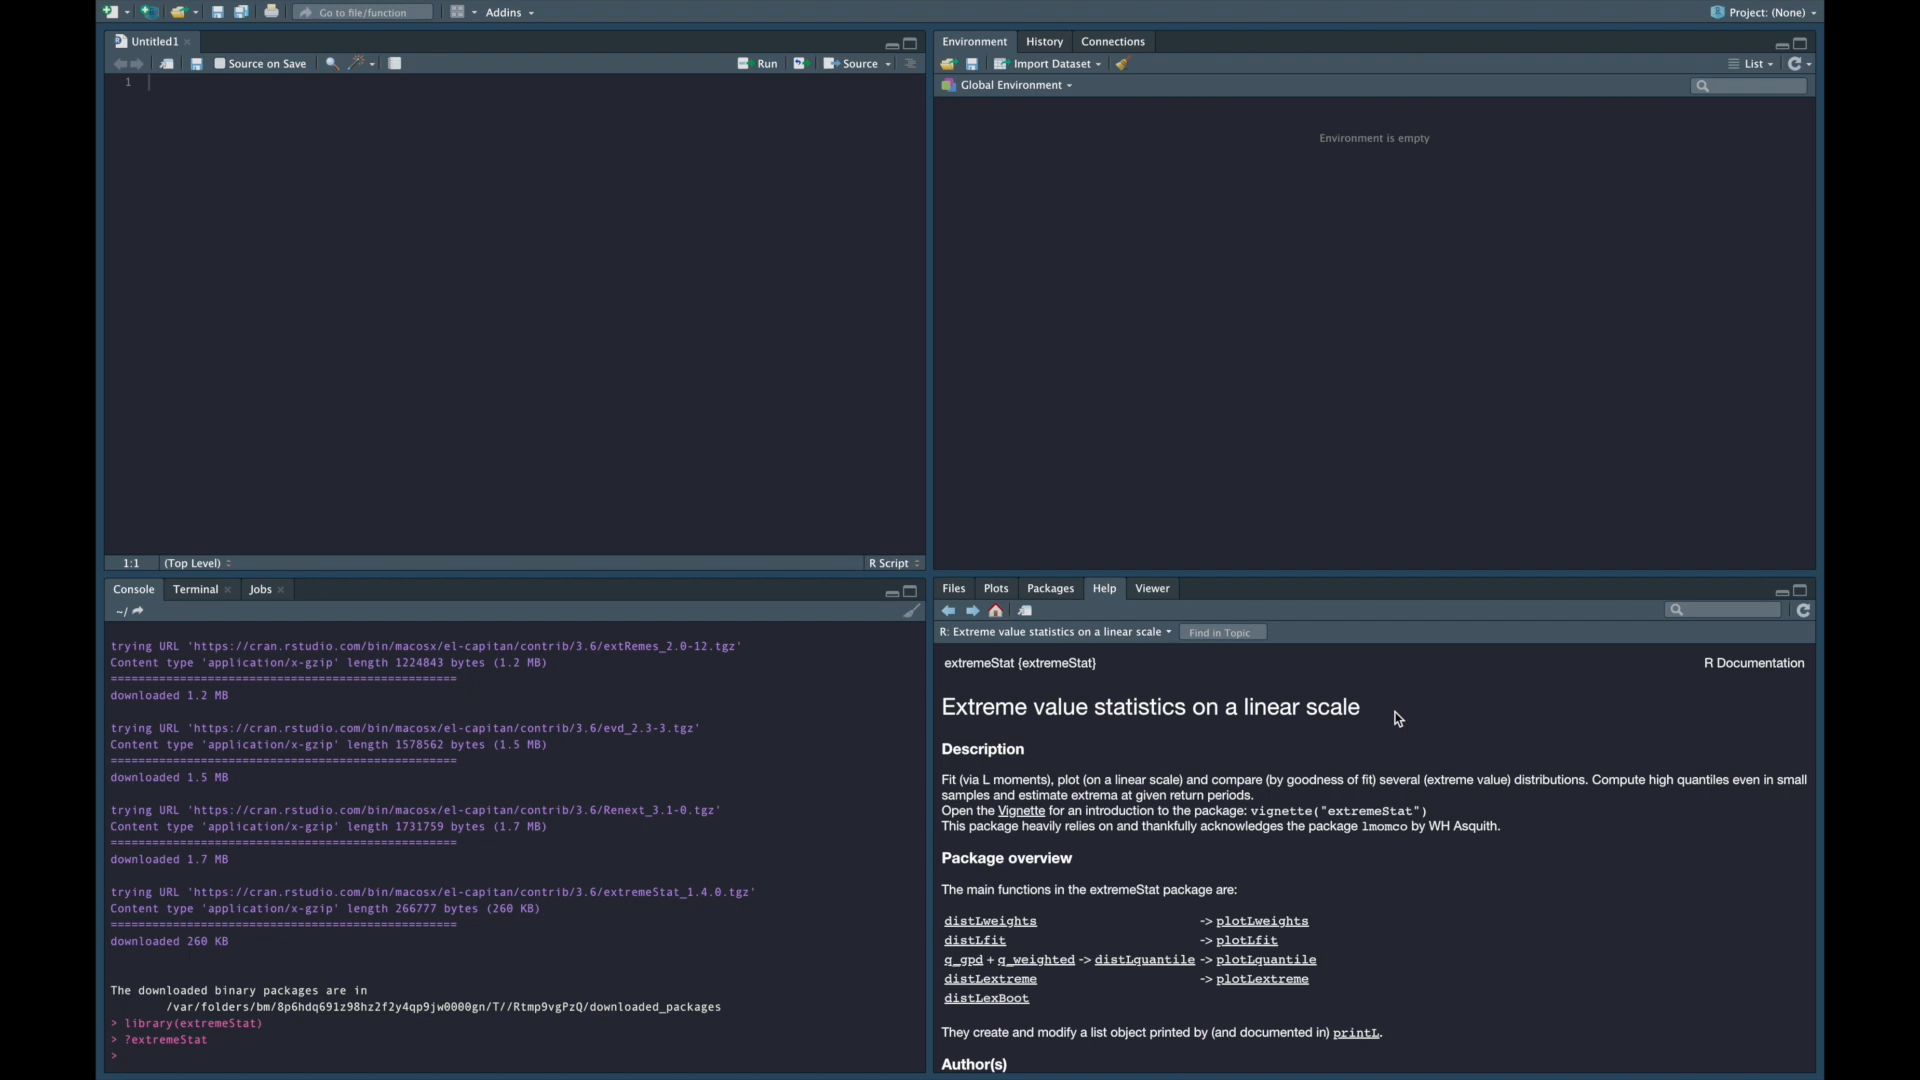 Go to file/function
Addins
Project: (None)
Untitled1
Source on Save
Run
Source
1
1:1
(Top Level)
R Script
Environment
History
Connections
Import Dataset
List
Global Environment
Environment is empty
Console
Terminal
Jobs
~/
trying URL 'https://cran.rstudio.com/bin/macosx/el-capitan/contrib/3.6/extRemes_2.0-12.tgz'
Content type 'application/x-gzip' length 1224843 bytes (1.2 MB)
==================================================
downloaded 1.2 MB
trying URL 'https://cran.rstudio.com/bin/macosx/el-capitan/contrib/3.6/evd_2.3-3.tgz'
Content type 'application/x-gzip' length 1578562 bytes (1.5 MB)
==================================================
downloaded 1.5 MB
trying URL 'https://cran.rstudio.com/bin/macosx/el-capitan/contrib/3.6/Renext_3.1-0.tgz'
Content type 'application/x-gzip' length 1731759 bytes (1.7 MB)
==================================================
downloaded 1.7 MB
trying URL 'https://cran.rstudio.com/bin/macosx/el-capitan/contrib/3.6/extremeStat_1.4.0.tgz'
Content type 'application/x-gzip' length 266777 bytes (260 KB)
==================================================
downloaded 260 KB
The downloaded binary packages are in
/var/folders/bm/8p6hdq691z98hz2f2y4qp9jw0000gn/T//Rtmp9vgPzQ/downloaded_packages
> library(extremeStat)
> ?extremeStat
>
Files
Plots
Packages
Help
Viewer
R: Extreme value statistics on a linear scale
Find in Topic
extremeStat {extremeStat}
R Documentation
Extreme value statistics on a linear scale
Description
Fit (via L moments), plot (on a linear scale) and compare (by goodness of fit) several (extreme value) distributions. Compute high quantiles even in small
samples and estimate extrema at given return periods.
Open the Vignette for an introduction to the package: vignette("extremeStat")
This package heavily relies on and thankfully acknowledges the package lmomco by WH Asquith.
Package overview
The main functions in the extremeStat package are:
distLweights -> plotLweights
distLfit -> plotLfit
q_gpd + q_weighted -> distLquantile -> plotLquantile
distLextreme -> plotLextreme
distLexBoot
They create and modify a list object printed by (and documented in) printL.
Author(s)